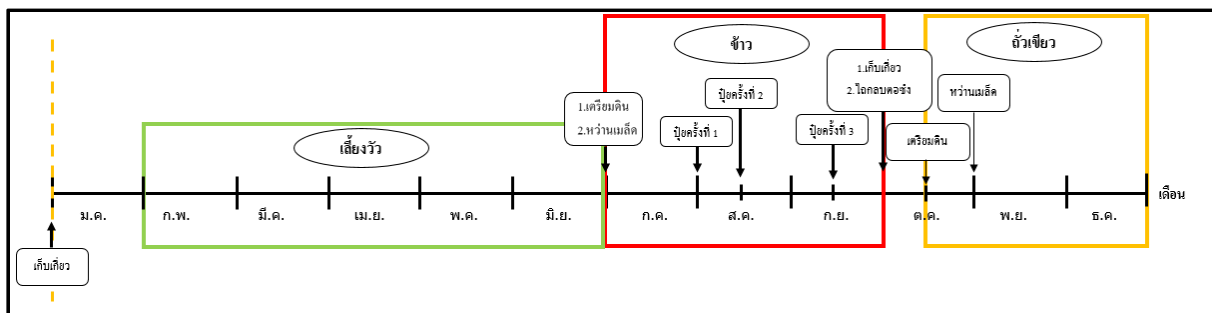 ข้าว
ถั่วเขียว
เลี้ยงวัว
1.เตรียมดิน
2.หว่านเมล็ด
ปุ๋ยครั้งที่ 1
ปุ๋ยครั้งที่ 2
ปุ๋ยครั้งที่ 3
1.เก็บเกี่ยว
2.ไถกลบตอซัง
เตรียมดิน
หว่านเมล็ด
เดือน
ม.ค. ก.พ. มี.ค. เม.ย. พ.ค. มิ.ย. ก.ค. ส.ค. ก.ย. ต.ค. พ.ย. ธ.ค.
เก็บเกี่ยว